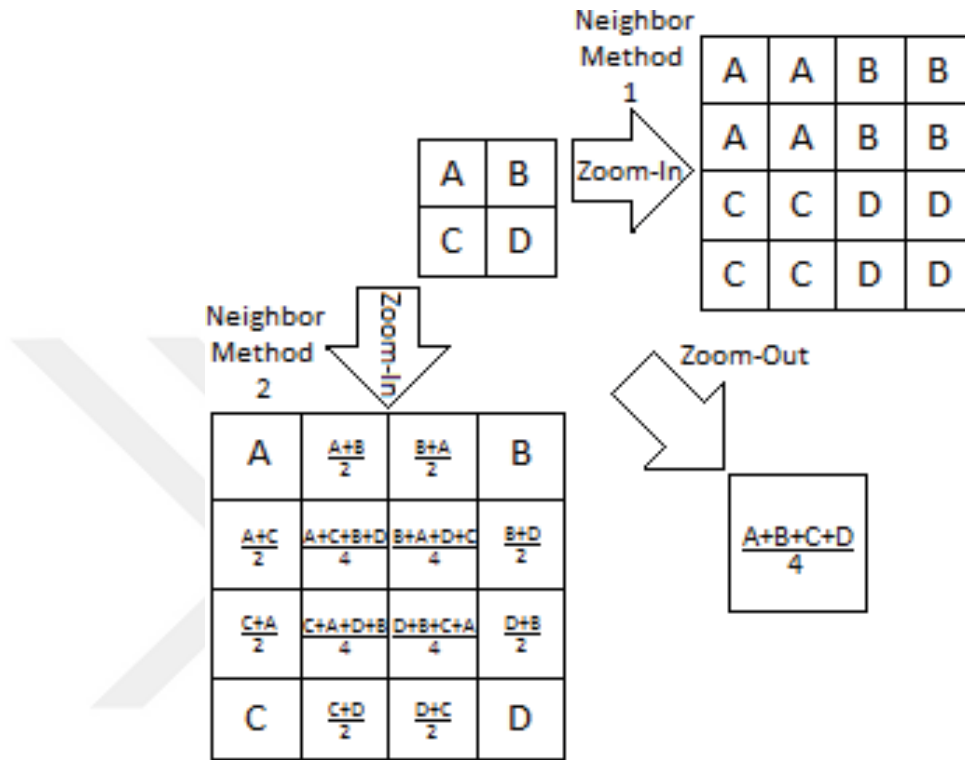 Neighbor
Method
1
Zoom-In
A A B B
A A B B
C C D D
C C D D
A B
C D
Neighbor
Method
2
Zoom-In
Zoom-Out
A A+B/2 B+A/2 B
A+C/2 A+C+B+D/4 B+A+D+C/4 B+D/2
C+A/2 C+A+D+B/4 D+B+C+A/4 D+B/2
C C+D/2 D+C/2 D
A+B+C+D
4